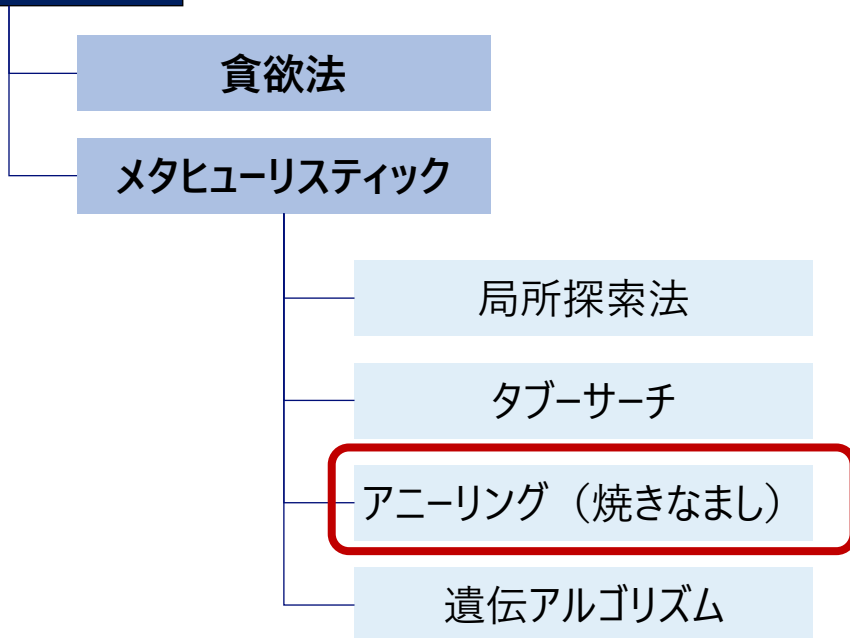 貪欲法
メタヒューリスティック
局所探索法
タブーサーチ
アニーリング（焼きなまし）
遺伝アルゴリズム